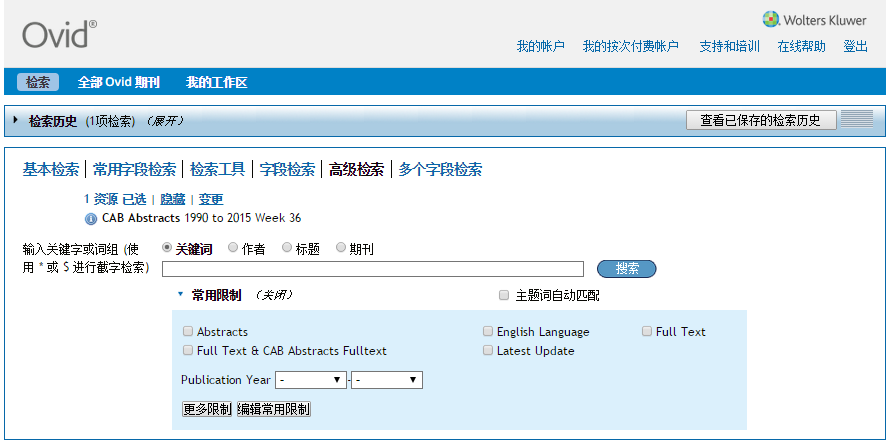 Ovid®
Wolters Kluwer
我的帐户 我的按次付费帐户 支持和培训 在线帮助 登出
检索 全部 Ovid 期刊 我的工作区
检索历史 (1项检索) (展开) 查看已保存的检索历史
基本检索 常用字段检索 检索工具 字段检索 高级检索 多个字段检索
1 资源 已选 | 隐藏 | 变更
CAB Abstracts 1990 to 2015 Week 36
输入关键字或词组 (使 关键词 作者 标题 期刊
用 * 或 $ 进行截字检索) 搜索
常用限制 (关闭) 主题词自动匹配
Abstracts English Language Full Text
Full Text & CAB Abstracts Fulltext Latest Update
Publication Year - - -
更多限制 编辑常用限制